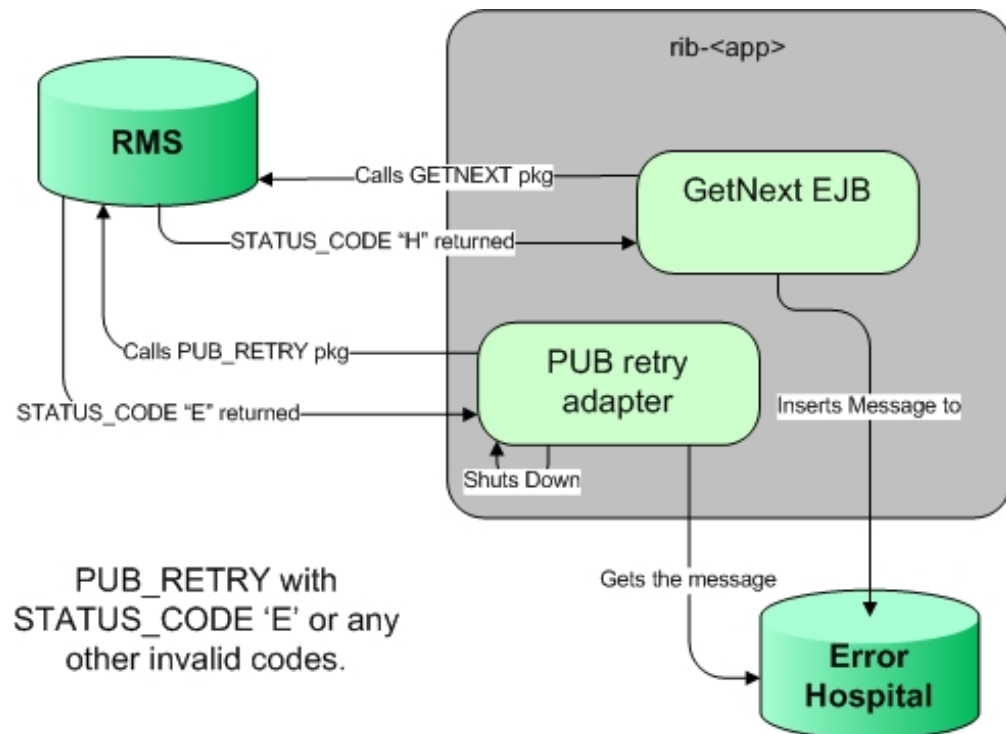 rib-<app>
RMS
Calls GETNEXT pkg
GetNext EJB
STATUS_CODE “H” returned
Calls PUB_RETRY pkg
PUB retry
adapter
STATUS_CODE “E” returned
Inserts Message to
Shuts Down
PUB_RETRY with
STATUS_CODE ‘E’ or any
other invalid codes.
Gets the message
Error
Hospital